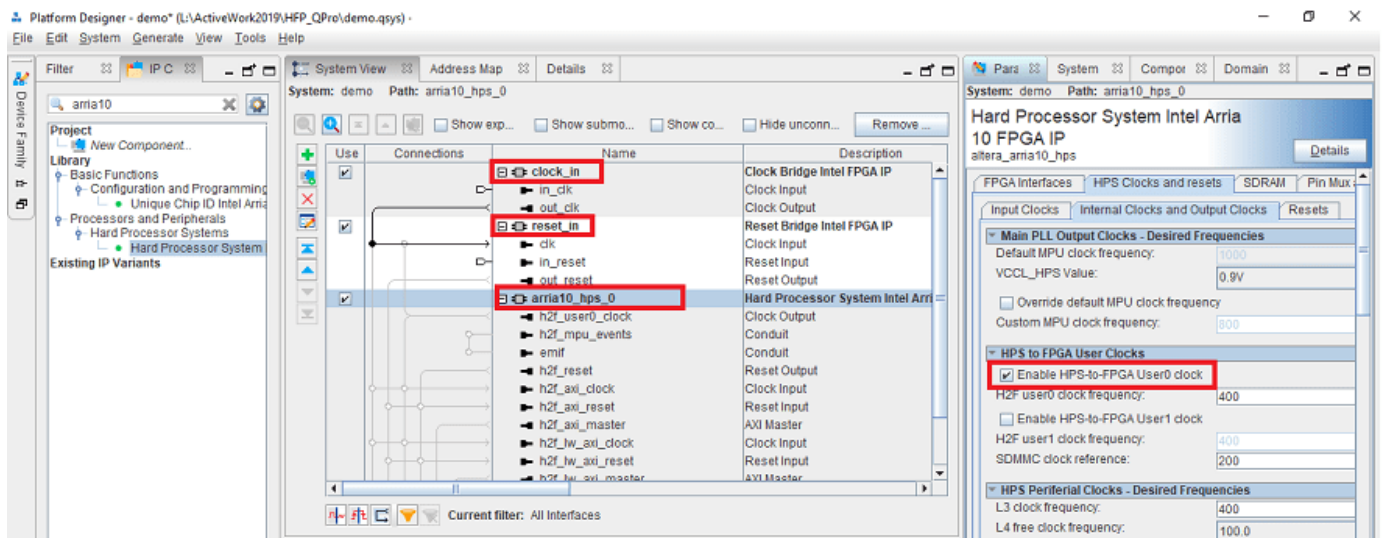 Platform Designer - demo* (L:\ActiveWork2019\HFP_QPro\demo.qsys) -
File Edit System Generate View Tools Help
Device Family
Filter IP C
arria10
Project
New Component...
Library
Basic Functions
Configuration and Programming
Unique Chip ID Intel Arria
Processors and Peripherals
Hard Processor Systems
Hard Processor System
Existing IP Variants
System View Address Map Details
System: demo Path: arria10_hps_0
Show exp... Show submo... Show co... Hide unconn... Remove ...
Use Connections Name Description
clock_in Clock Bridge Intel FPGA IP
in_clk Clock Input
out_clk Clock Output
reset_in Reset Bridge Intel FPGA IP
clk Clock Input
in_reset Reset Input
out_reset Reset Output
arria10_hps_0 Hard Processor System Intel Arri
h2f_user0_clock Clock Output
h2f_mpu_events Conduit
emif Conduit
h2f_reset Reset Output
h2f_axi_clock Clock Input
h2f_axi_reset Reset Input
h2f_axi_master AXI Master
h2f_lw_axi_clock Clock Input
h2f_lw_axi_reset Reset Input
h2f_lw_axi_master AXI Master
Current filter: All Interfaces
Para System Compor Domain
System: demo Path: arria10_hps_0
Hard Processor System Intel Arria
10 FPGA IP
altera_arria10_hps
Details
FPGA Interfaces HPS Clocks and resets SDRAM Pin Mux
Input Clocks Internal Clocks and Output Clocks Resets
Main PLL Output Clocks - Desired Frequencies
Default MPU clock frequency: 1000
VCCL_HPS Value: 0.9V
Override default MPU clock frequency
Custom MPU clock frequency: 800
HPS to FPGA User Clocks
Enable HPS-to-FPGA User0 clock
H2F user0 clock frequency: 400
Enable HPS-to-FPGA User1 clock
H2F user1 clock frequency: 400
SDMMC clock reference: 200
HPS Periferial Clocks - Desired Frequencies
L3 clock frequency: 400
L4 free clock frequency: 100.0